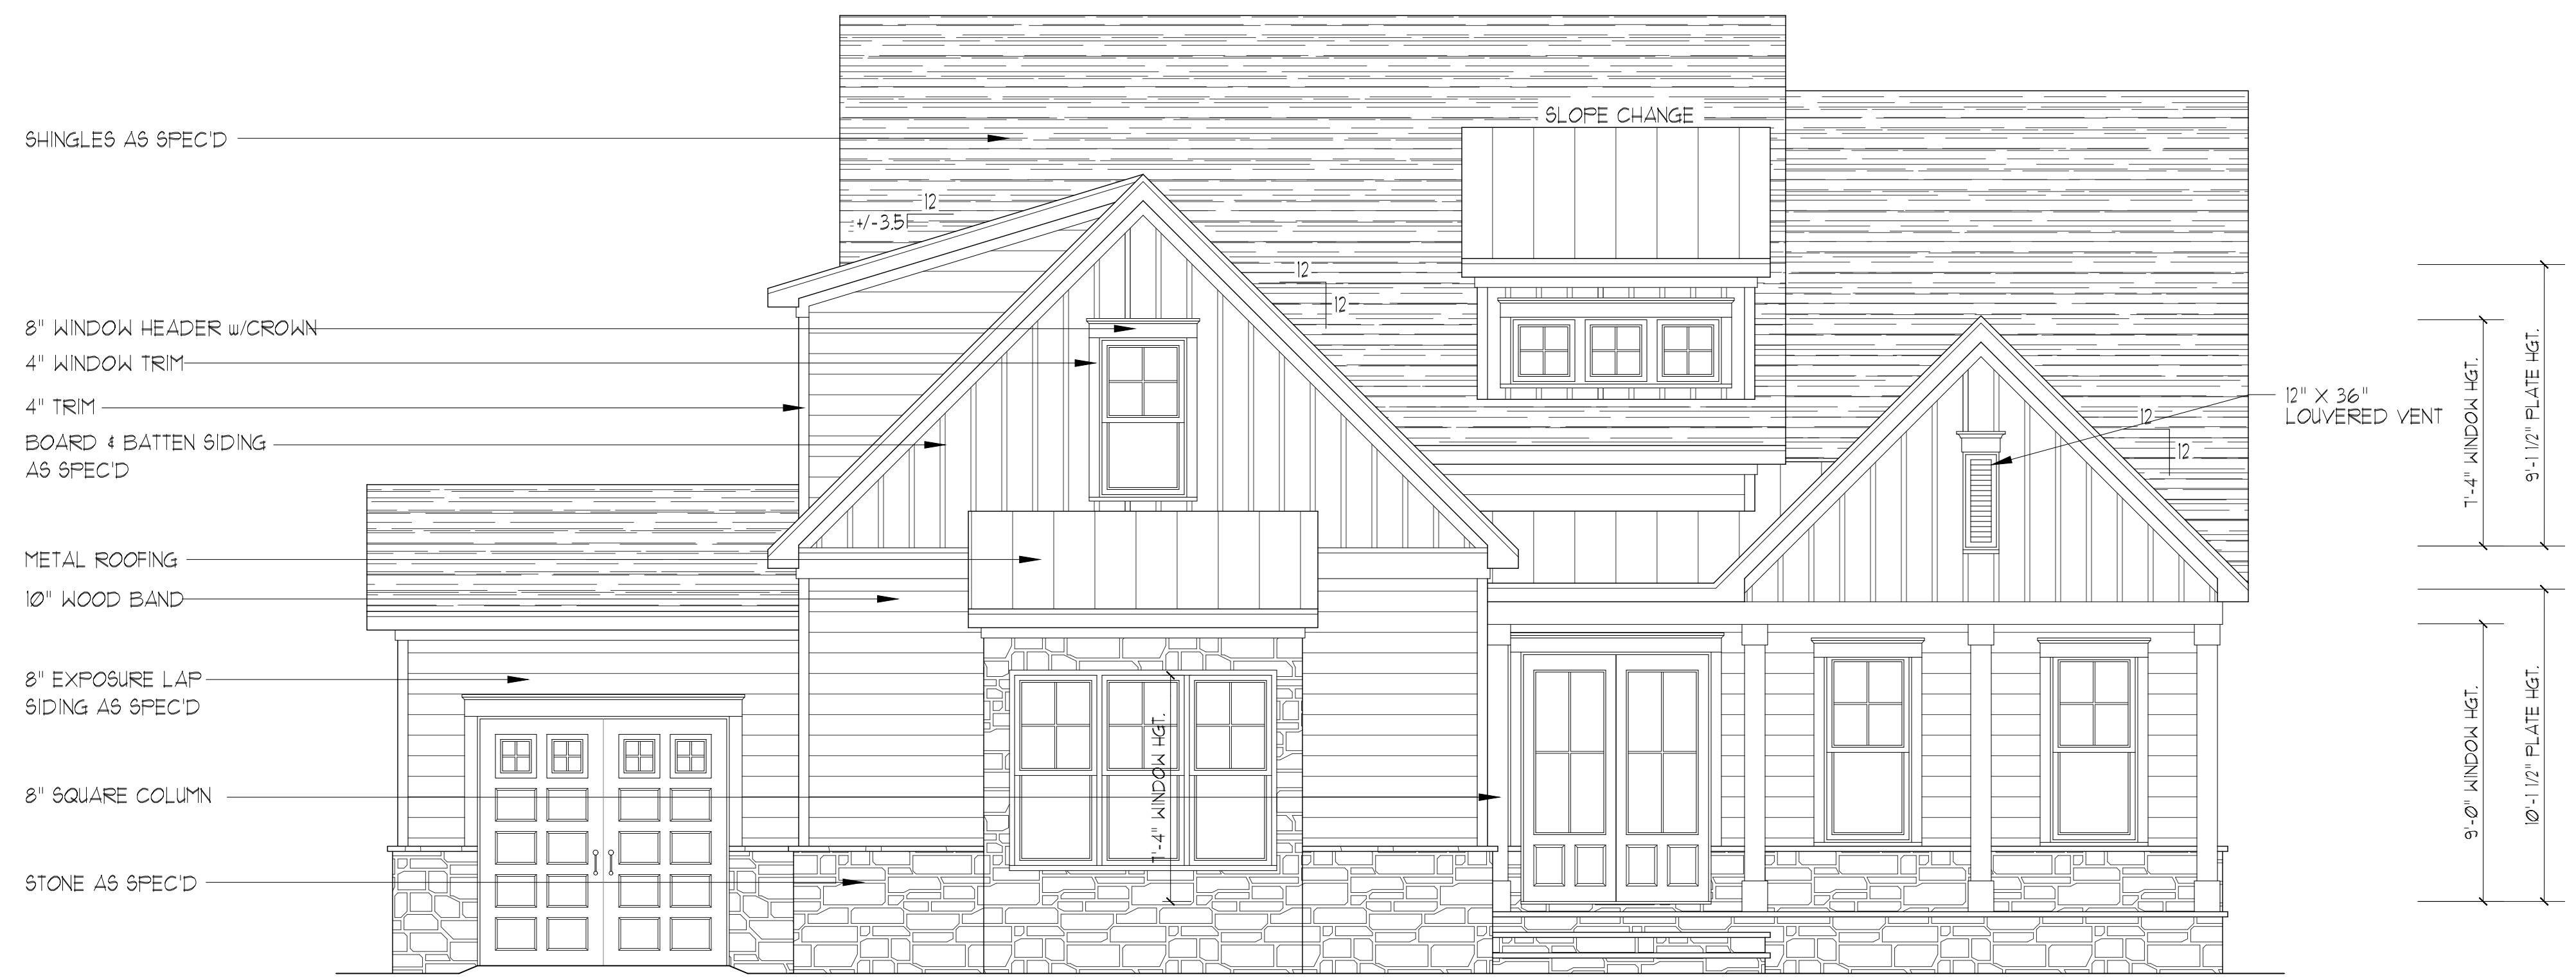 SLOPE CHANGE
SHINGLES AS SPEC'D
12
+/-3.5
12
12
8" WINDOW HEADER w/CROWN
4" WINDOW TRIM
4" TRIM
BOARD & BATTEN SIDING
AS SPEC'D
12
12
12" X 36"
LOUVERED VENT
7'-4" WINDOW HGT.
9'-1 1/2" PLATE HGT.
METAL ROOFING
10" WOOD BAND
8" EXPOSURE LAP
SIDING AS SPEC'D
7'-4" WINDOW HGT.
9'-0" WINDOW HGT.
10'-1 1/2" PLATE HGT.
8" SQUARE COLUMN
STONE AS SPEC'D